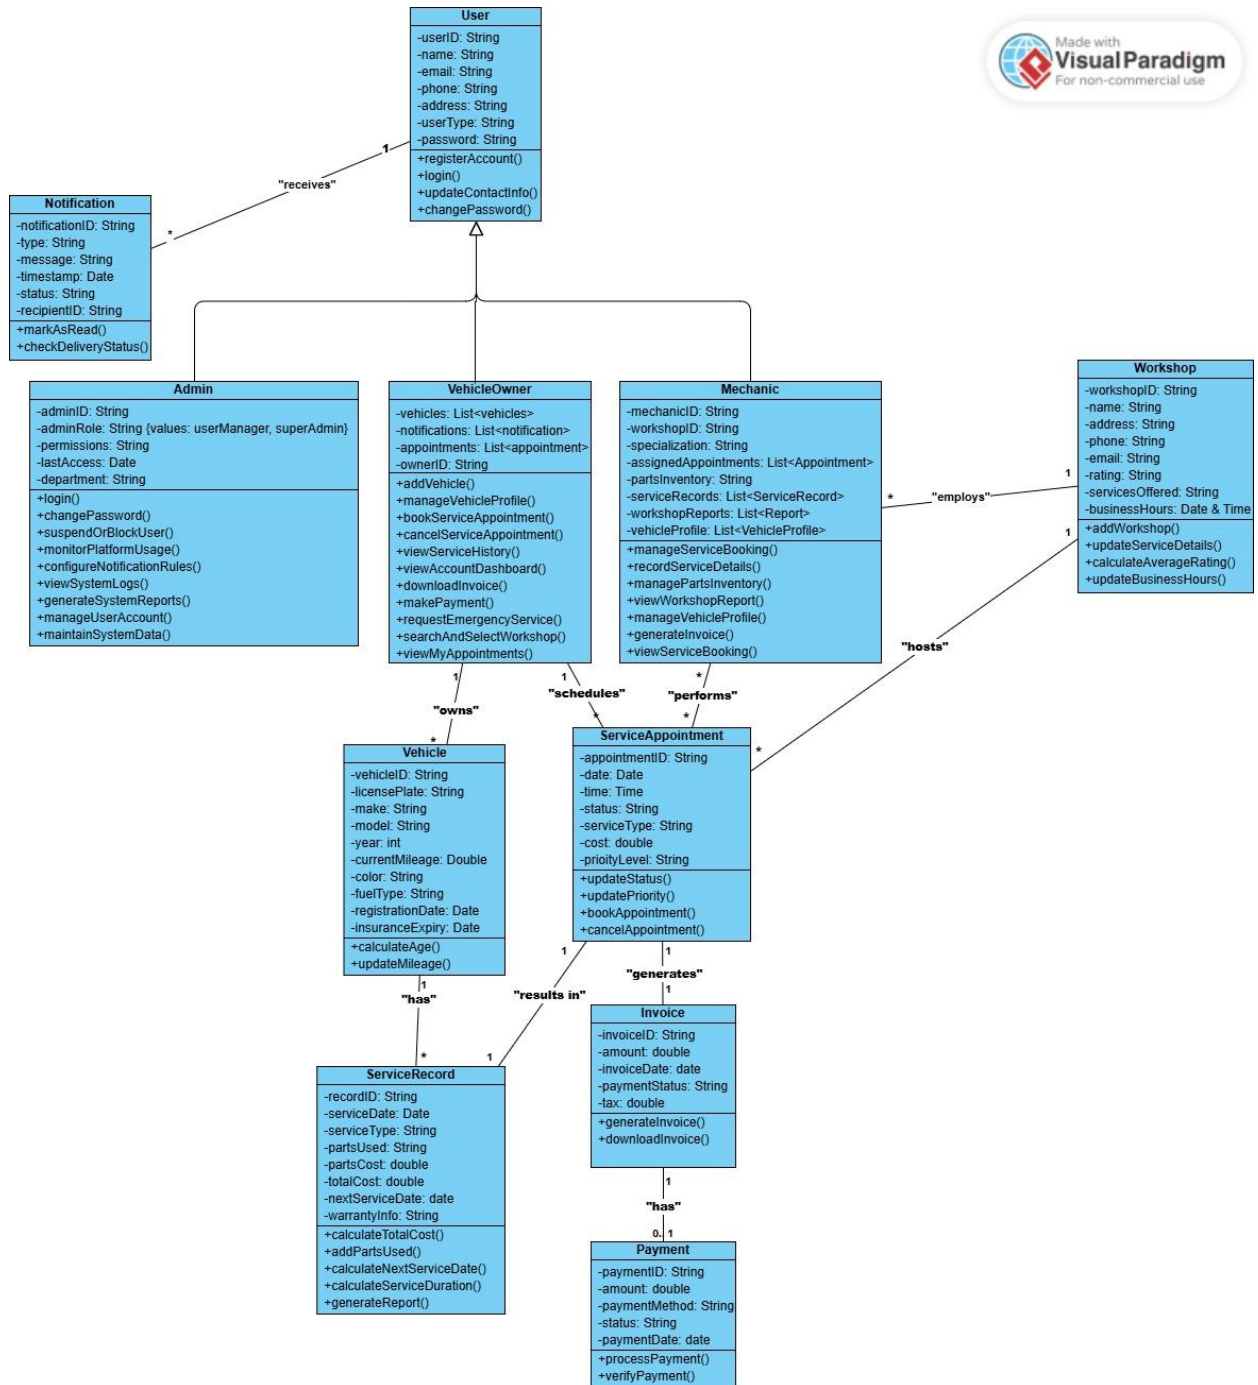 User
-userID: String
-name: String
-email: String
-phone: String
-address: String
-userType: String
-password: String
+registerAccount()
+login()
+updateContactInfo()
+changePassword()
Made with
Visual Paradigm
For non-commercial use
1
"receives"
*
Notification
-notificationID: String
-type: String
-message: String
-timestamp: Date
-status: String
-recipientID: String
+markAsRead()
+checkDeliveryStatus()
Admin
-adminID: String
-adminRole: String {values: userManager, superAdmin}
-permissions: String
-lastAccess: Date
-department: String
+login()
+changePassword()
+suspendOrBlockUser()
+monitorPlatformUsage()
+configureNotificationRules()
+viewSystemLogs()
+generateSystemReports()
+manageUserAccount()
+maintainSystemData()
VehicleOwner
-vehicles: List<vehicles>
-notifications: List<notification>
-appointments: List<appointment>
-ownerID: String
+addVehicle()
+manageVehicleProfile()
+bookServiceAppointment()
+cancelServiceAppointment()
+viewServiceHistory()
+viewAccountDashboard()
+downloadInvoice()
+makePayment()
+requestEmergencyService()
+searchAndSelectWorkshop()
+viewMyAppointments()
Mechanic
-mechanicID: String
-workshopID: String
-specialization: String
-assignedAppointments: List<Appointment>
-partsInventory: String
-serviceRecords: List<ServiceRecord>
-workshopReports: List<Report>
-vehicleProfile: List<VehicleProfile>
+manageServiceBooking()
+recordServiceDetails()
+managePartsInventory()
+viewWorkshopReport()
+manageVehicleProfile()
+generateInvoice()
+viewServiceBooking()
Workshop
-workshopID: String
-name: String
-address: String
-phone: String
-email: String
-rating: String
-servicesOffered: String
-businessHours: Date & Time
+addWorkshop()
+updateServiceDetails()
+calculateAverageRating()
+updateBusinessHours()
* "employs" 1
1
"hosts"
*
1
"owns"
*
1
"schedules"
*
*
"performs"
*
Vehicle
-vehicleID: String
-licensePlate: String
-make: String
-model: String
-year: int
-currentMileage: Double
-color: String
-fuelType: String
-registrationDate: Date
-insuranceExpiry: Date
+calculateAge()
+updateMileage()
ServiceAppointment
-appointmentID: String
-date: Date
-time: Time
-status: String
-serviceType: String
-cost: double
-prioityLevel: String
+updateStatus()
+updatePriority()
+bookAppointment()
+cancelAppointment()
1
"has"
*
1
"results in"
1
1
"generates"
1
ServiceRecord
-recordID: String
-serviceDate: Date
-serviceType: String
-partsUsed: String
-partsCost: double
-totalCost: double
-nextServiceDate: date
-warrantyInfo: String
+calculateTotalCost()
+addPartsUsed()
+calculateNextServiceDate()
+calculateServiceDuration()
+generateReport()
Invoice
-invoiceID: String
-amount: double
-invoiceDate: date
-paymentStatus: String
-tax: double
+generateInvoice()
+downloadInvoice()
1
"has"
0..1
Payment
-paymentID: String
-amount: double
-paymentMethod: String
-status: String
-paymentDate: date
+processPayment()
+verifyPayment()